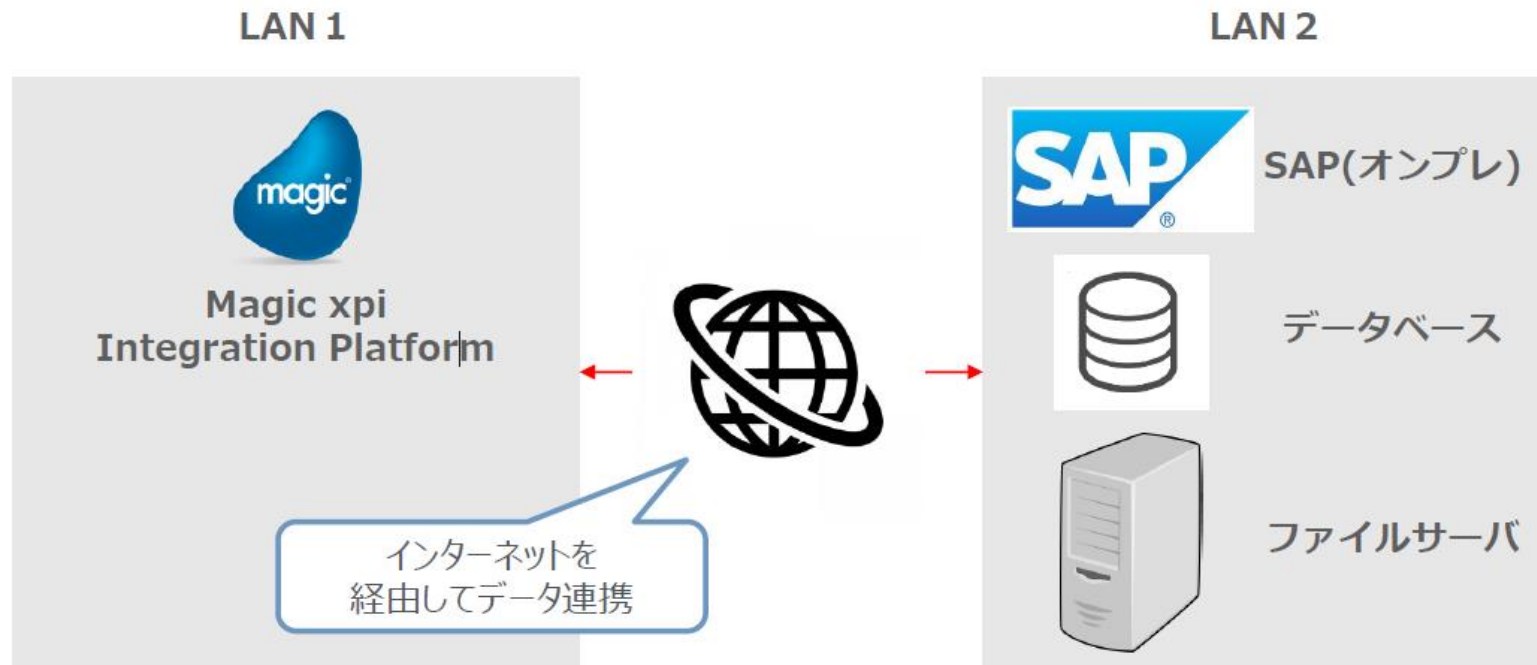 LAN 1
LAN 2
magic
Magic xpi
Integration Platform
SAP
®
SAP(オンプレ)
データベース
ファイルサーバ
インターネットを
経由してデータ連携